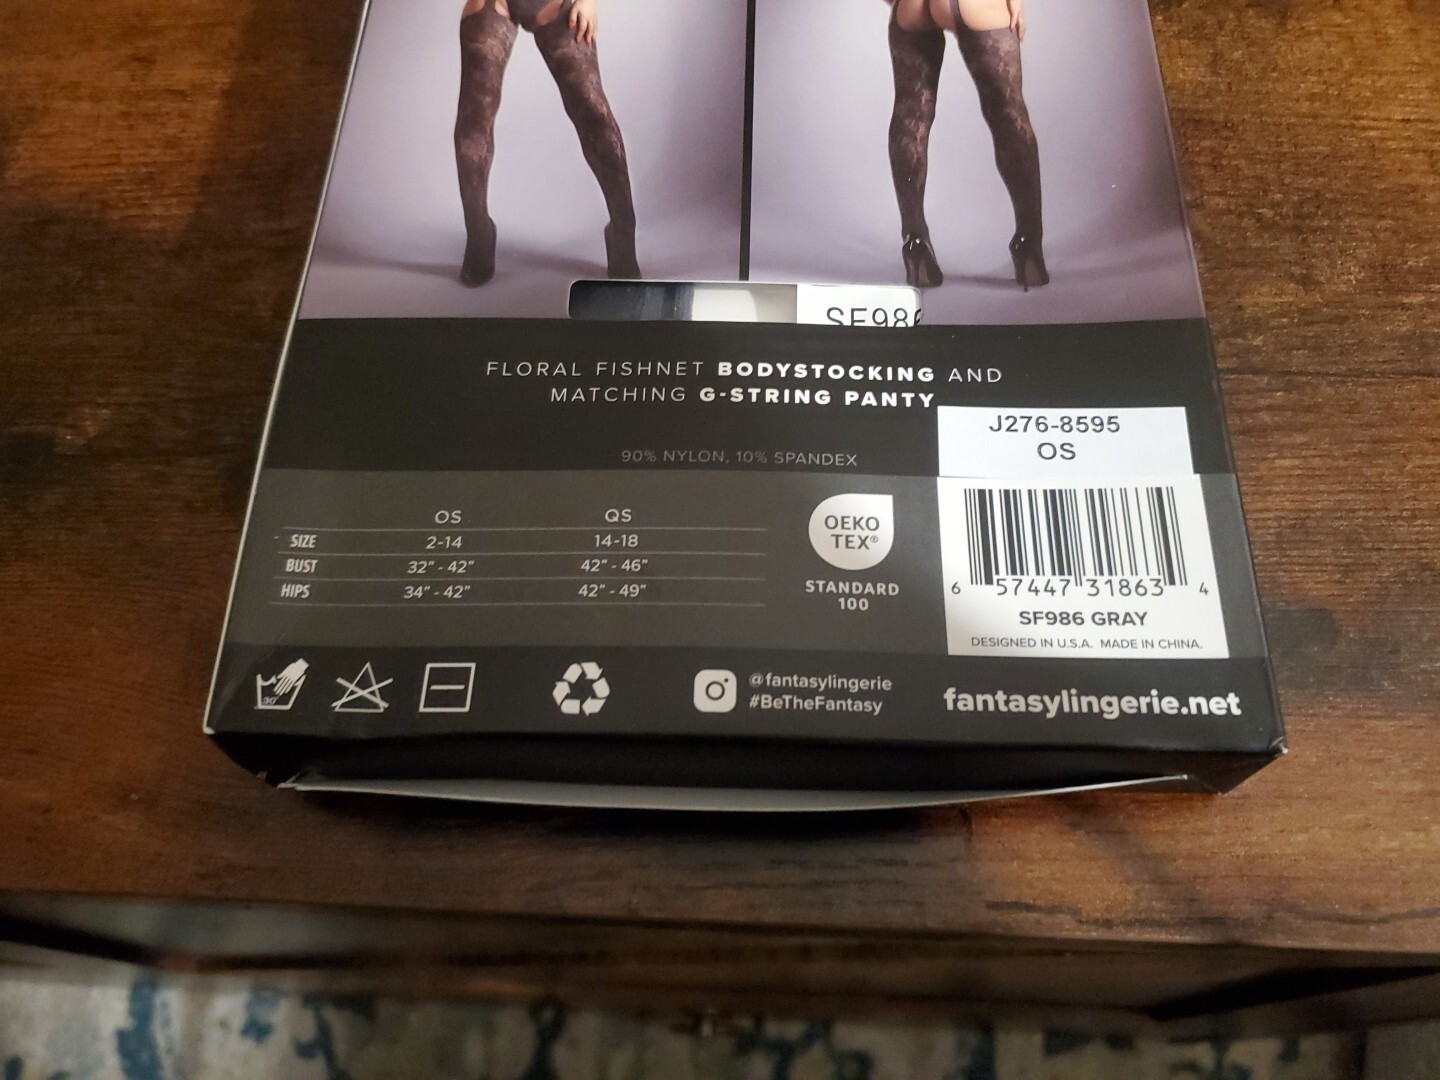 SF986
FLORAL FISHNET BODYSTOCKING AND
MATCHING G-STRING PANTY
J276-8595
OS
90% NYLON, 10% SPANDEX
OS QS
SIZE 2-14 14-18
BUST 32" - 42" 42" - 46"
HIPS 34" - 42" 42" - 49"
OEKO
TEX®
STANDARD
100
6 57447 31863 4
SF986 GRAY
DESIGNED IN U.S.A. MADE IN CHINA.
30°
@fantasylingerie
#BeTheFantasy
fantasylingerie.net